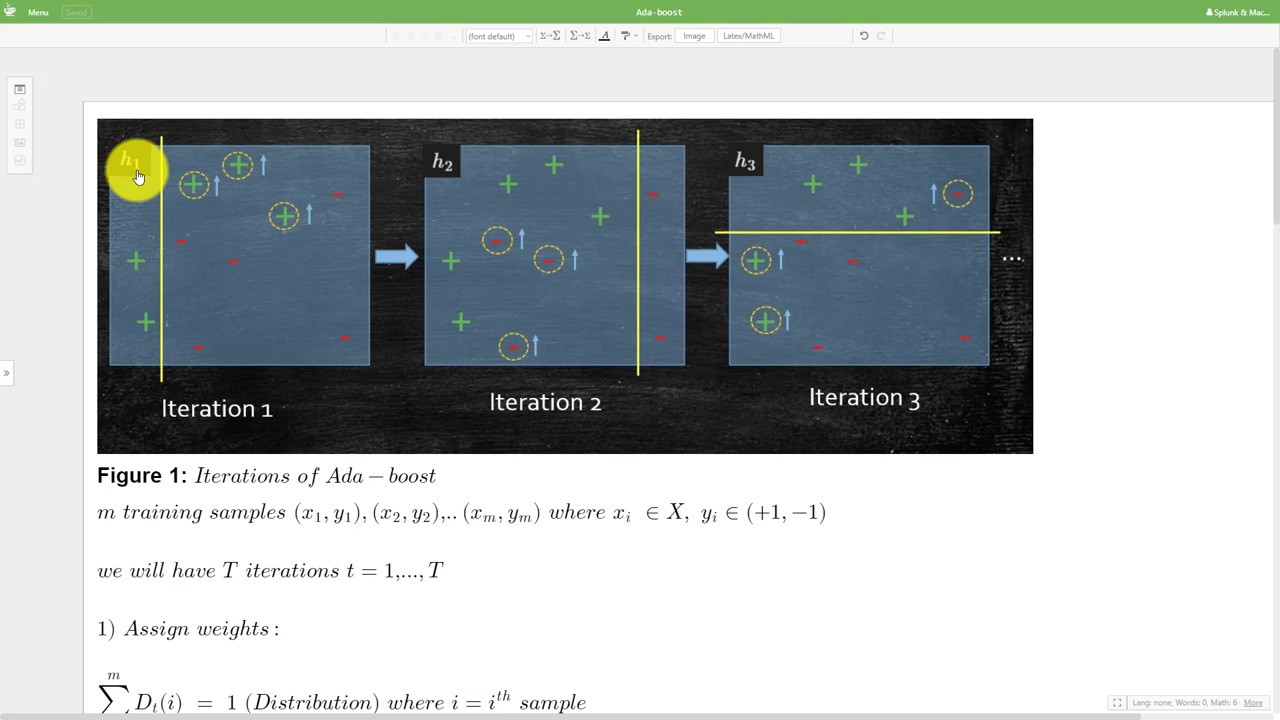 Menu
Saved
Ada-boost
Splunk & Mac...
(font default)
Σ→Σ
Σ→Σ
A
Export:
Image
Latex/MathML
h₁
h₂
h₃
...
Iteration 1
Iteration 2
Iteration 3
Figure 1: Iterations of Ada − boost
m training samples (x₁, y₁), (x₂, y₂),.. (xₘ, yₘ) where xᵢ ∈ X, yᵢ ∈ (+1, −1)
we will have T iterations t = 1,..., T
1) Assign weights :
m
∑ Dₜ(i) = 1 (Distribution) where i = iᵗʰ sample
Lang: none, Words: 0, Math: 6 More